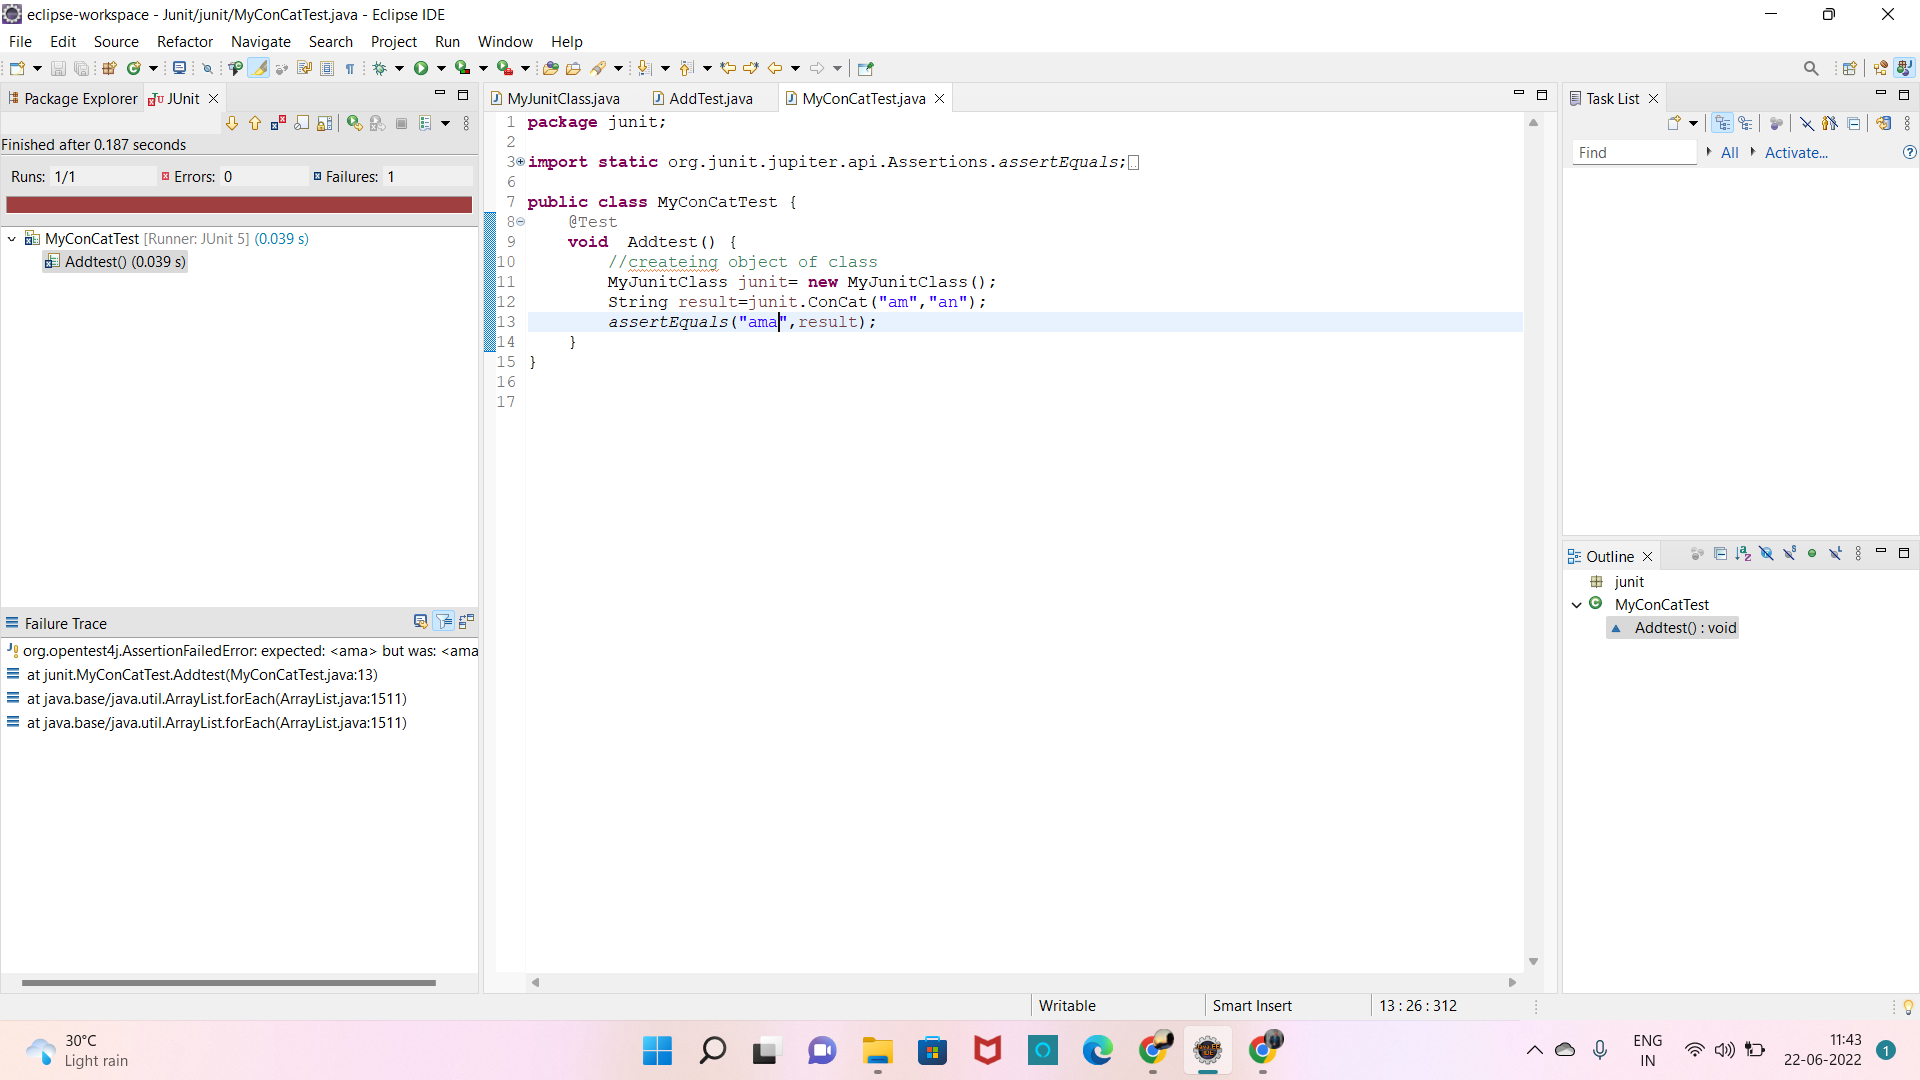 eclipse-workspace - Junit/junit/MyConCatTest.java - Eclipse IDE
File Edit Source Refactor Navigate Search Project Run Window Help
Package Explorer JUnit
Finished after 0.187 seconds
Runs: 1/1 Errors: 0 Failures: 1
MyConCatTest [Runner: JUnit 5] (0.039 s)
Addtest() (0.039 s)
Failure Trace
org.opentest4j.AssertionFailedError: expected: <ama> but was: <ama
at junit.MyConCatTest.Addtest(MyConCatTest.java:13)
at java.base/java.util.ArrayList.forEach(ArrayList.java:1511)
at java.base/java.util.ArrayList.forEach(ArrayList.java:1511)
MyJunitClass.java AddTest.java MyConCatTest.java
1 package junit;
2
3 import static org.junit.jupiter.api.Assertions.assertEquals;
6
7 public class MyConCatTest {
8 @Test
9 void  Addtest() {
10 //createing object of class
11 MyJunitClass junit= new MyJunitClass();
12 String result=junit.ConCat("am","an");
13 assertEquals("ama",result);
14 }
15 }
16
17
Task List
Find All Activate...
Outline
junit
MyConCatTest
Addtest() : void
Writable Smart Insert 13 : 26 : 312
30°C
Light rain
ENG
IN
11:43
22-06-2022
1